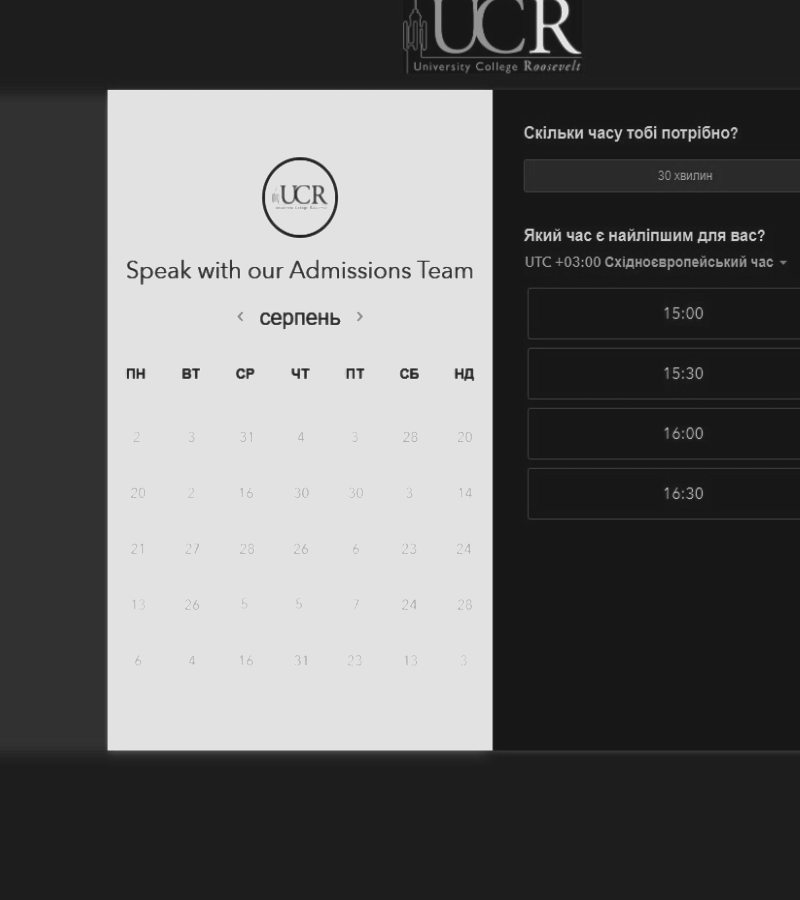 UCR
University College Roosevelt
UCR
Speak with our Admissions Team
‹ серпень ›
ПН ВТ СР ЧТ ПТ СБ НД
2 3 31 4 3 28 20
20 2 16 30 30 3 14
21 27 28 26 6 23 24
13 26 5 5 7 24 28
6 4 16 31 23 13 3
Скільки часу тобі потрібно?
30 хвилин
Який час є найліпшим для вас?
UTC +03:00 Східноєвропейський час
15:00
15:30
16:00
16:30